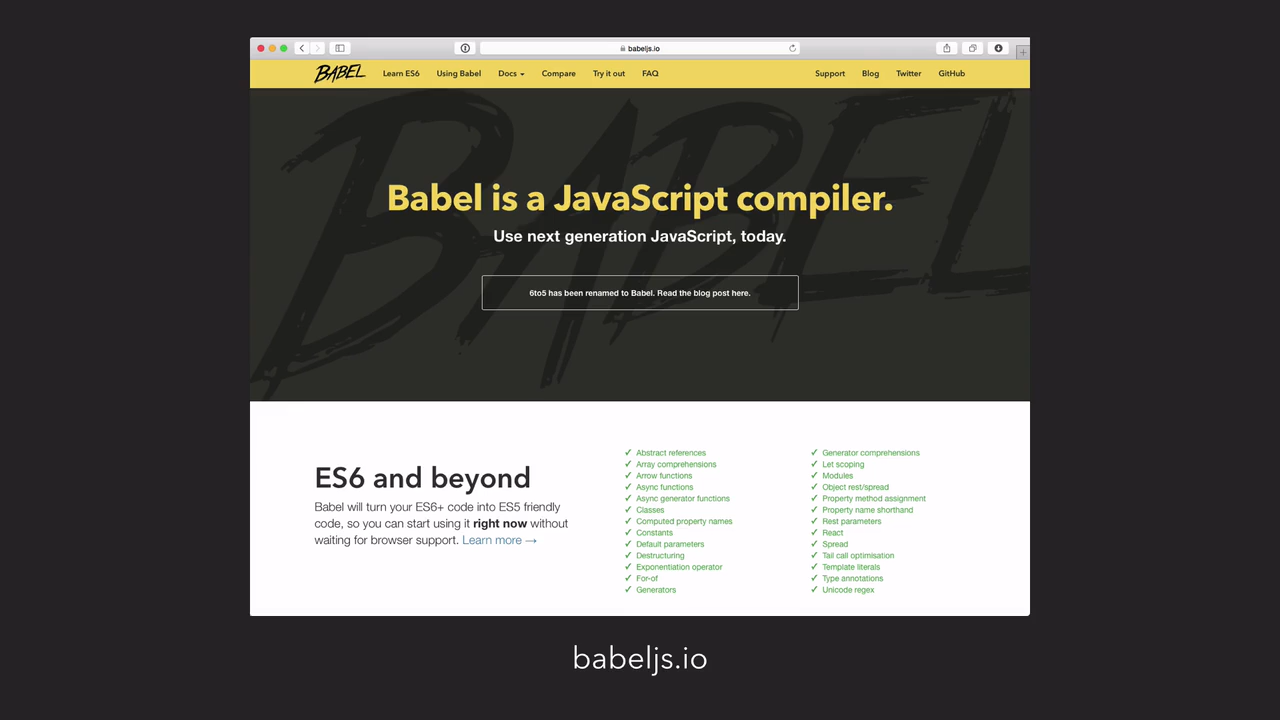 babeljs.io
BABEL Learn ES6 Using Babel Docs Compare Try it out FAQ Support Blog Twitter GitHub
BABEL
Babel is a JavaScript compiler.
Use next generation JavaScript, today.
6to5 has been renamed to Babel. Read the blog post here.
ES6 and beyond
Babel will turn your ES6+ code into ES5 friendly
code, so you can start using it right now without
waiting for browser support. Learn more →
✓ Abstract references
✓ Array comprehensions
✓ Arrow functions
✓ Async functions
✓ Async generator functions
✓ Classes
✓ Computed property names
✓ Constants
✓ Default parameters
✓ Destructuring
✓ Exponentiation operator
✓ For-of
✓ Generators
✓ Generator comprehensions
✓ Let scoping
✓ Modules
✓ Object rest/spread
✓ Property method assignment
✓ Property name shorthand
✓ Rest parameters
✓ React
✓ Spread
✓ Tail call optimisation
✓ Template literals
✓ Type annotations
✓ Unicode regex
babeljs.io